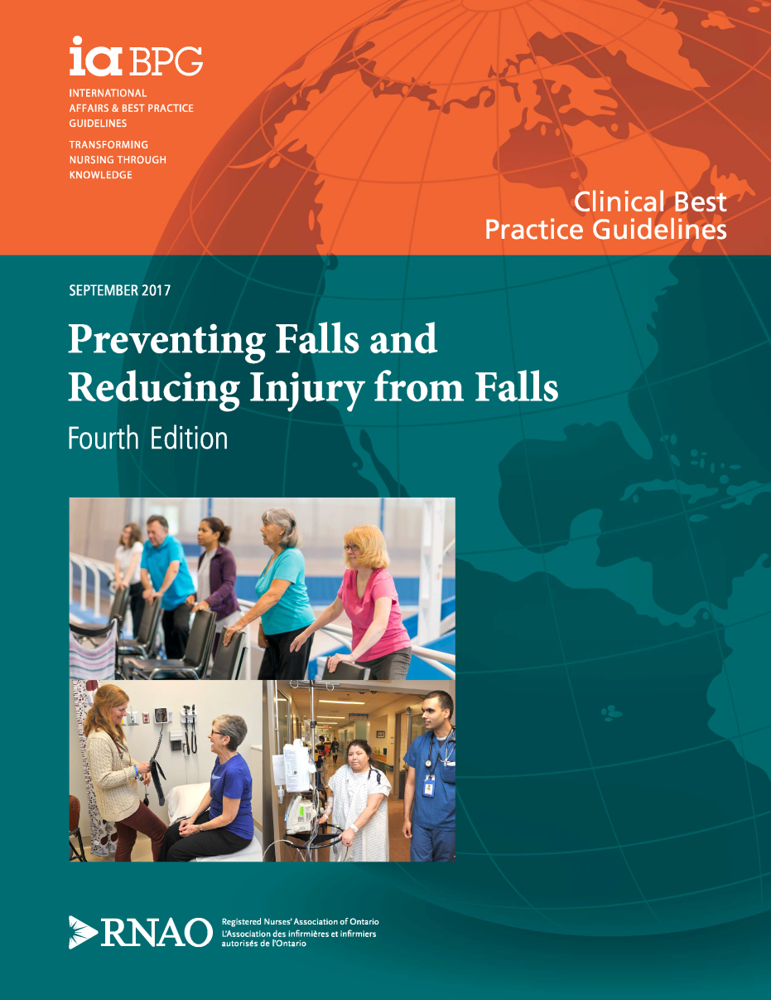 ia BPG
INTERNATIONAL
AFFAIRS & BEST PRACTICE
GUIDELINES
TRANSFORMING
NURSING THROUGH
KNOWLEDGE
Clinical Best
Practice Guidelines
SEPTEMBER 2017
Preventing Falls and
Reducing Injury from Falls
Fourth Edition
RNAO
Registered Nurses' Association of Ontario
L'Association des infirmières et infirmiers
autorisés de l'Ontario